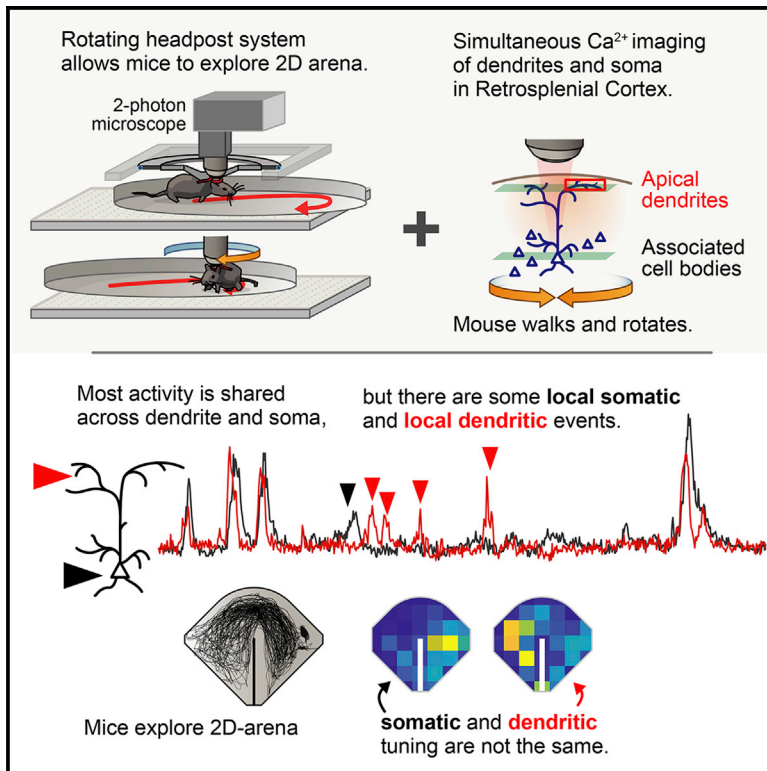 Rotating headpost system
allows mice to explore 2D arena.
2-photon
microscope
Simultaneous Ca²⁺ imaging
of dendrites and soma
in Retrosplenial Cortex.
Apical
dendrites
Associated
cell bodies
Mouse walks and rotates.
Most activity is shared
across dendrite and soma,
but there are some local somatic
and local dendritic events.
Mice explore 2D-arena
somatic and dendritic
tuning are not the same.